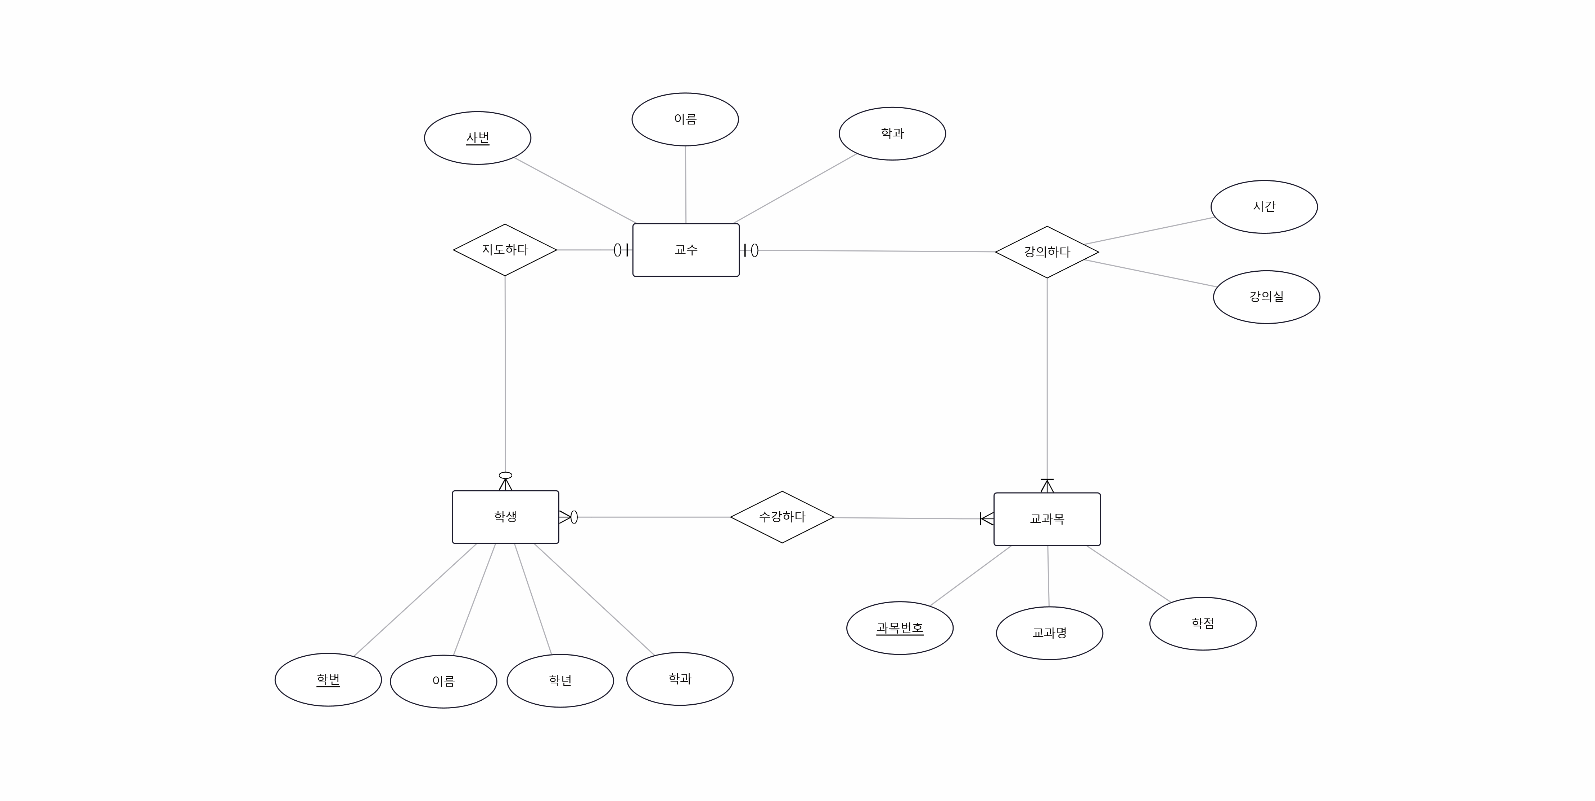 이름
학과
사번
시간
지도하다
교수
강의하다
강의실
학생
수강하다
교과목
과목번호
교과명
학점
학번
이름
학년
학과